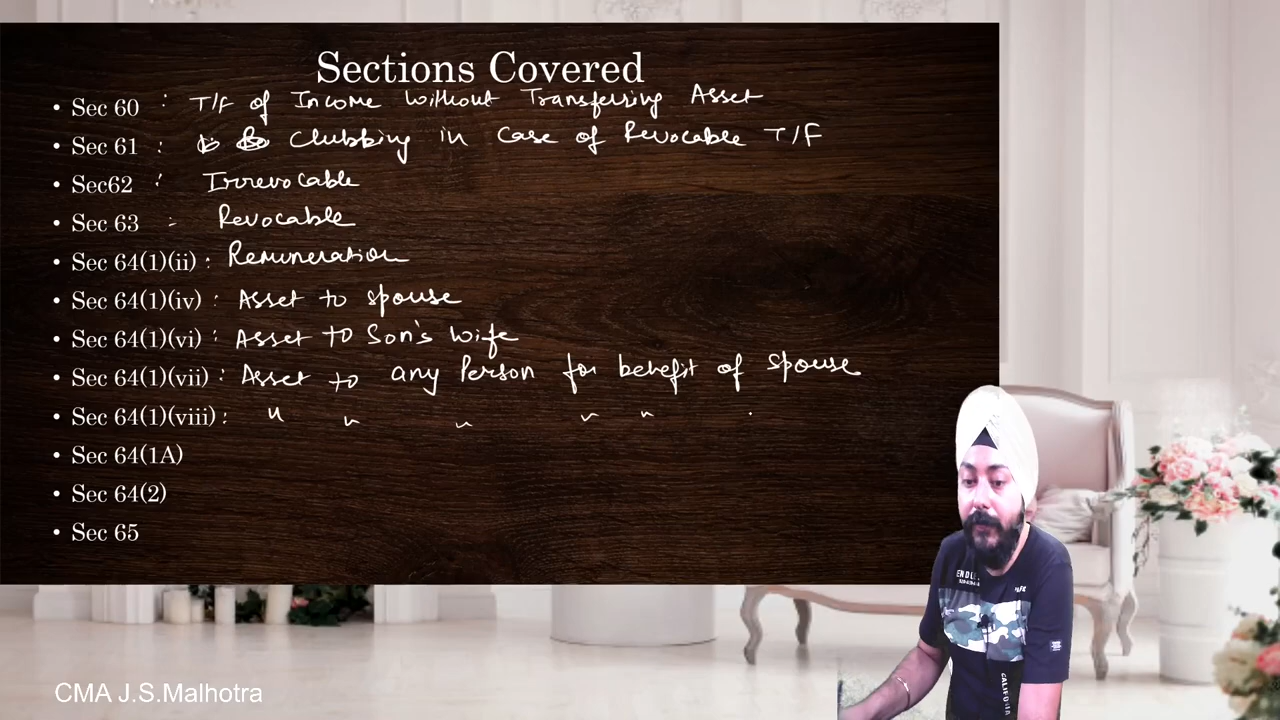 Sections Covered
• Sec 60 : T/F of Income Without Transferring Asset
• Sec 61 : Clubbing in Case of Revocable T/F
• Sec62 : Irrevocable
• Sec 63 : Revocable
• Sec 64(1)(ii) : Remuneration
• Sec 64(1)(iv) : Asset to Spouse
• Sec 64(1)(vi) : Asset to Son's Wife
• Sec 64(1)(vii) : Asset to any Person for benefit of Spouse
• Sec 64(1)(viii) : " " " " "
• Sec 64(1A)
• Sec 64(2)
• Sec 65
CMA J.S.Malhotra